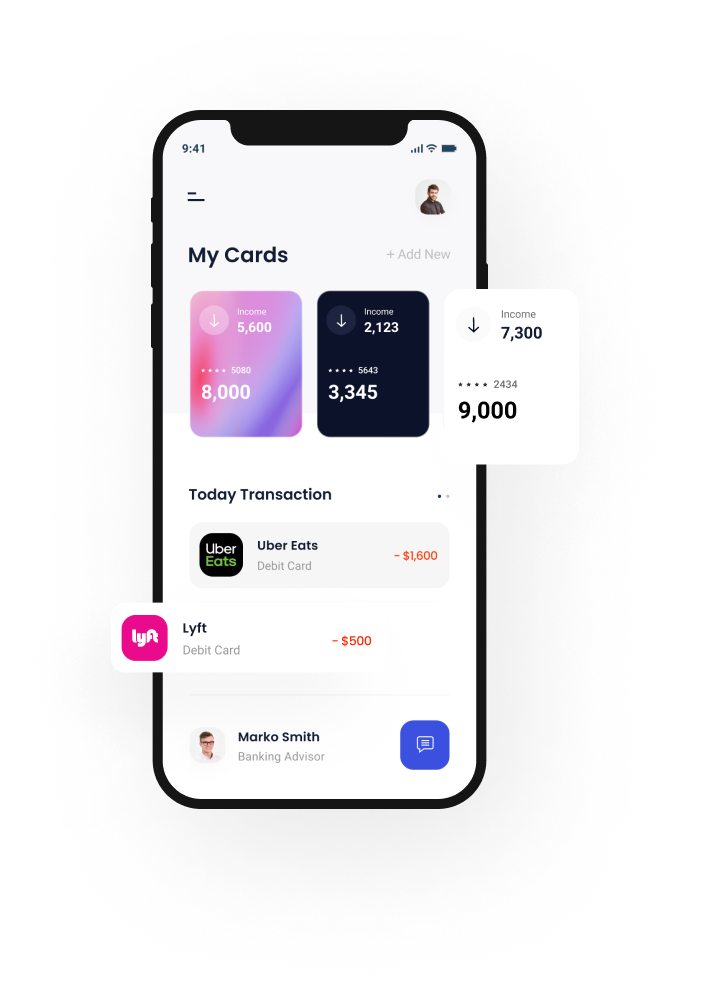 9:41
My Cards
+ Add New
Income
5,600
**** 5080
8,000
Income
2,123
**** 5643
3,345
Income
7,300
**** 2434
9,000
Today Transaction
Uber
Eats
Uber Eats
Debit Card
- $1,600
lyft
Lyft
Debit Card
- $500
Marko Smith
Banking Advisor